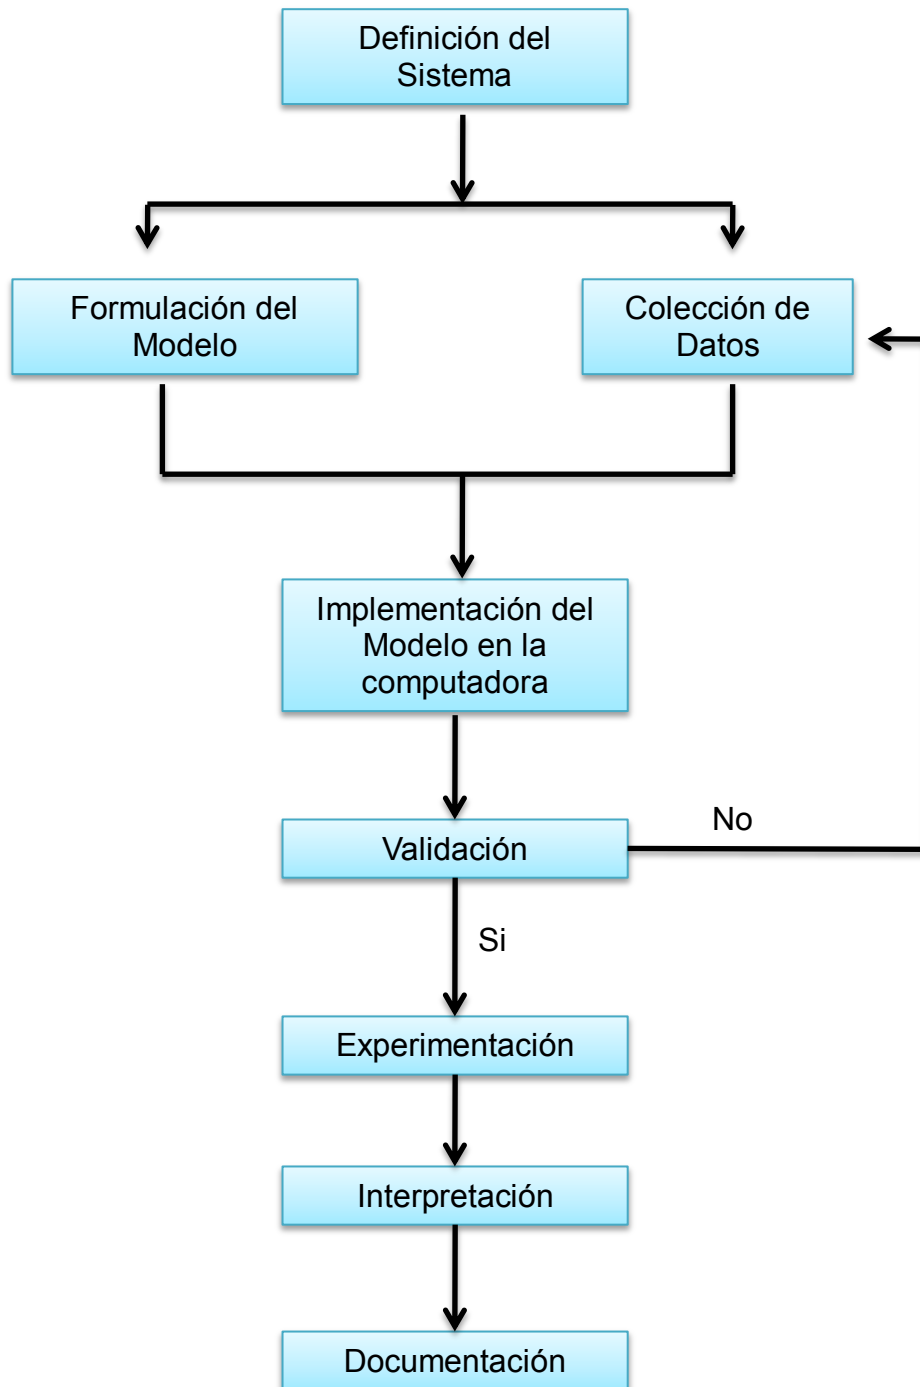 Definición del
Sistema
Formulación del
Modelo
Colección de
Datos
Implementación del
Modelo en la
computadora
No
Validación
Si
Experimentación
Interpretación
Documentación